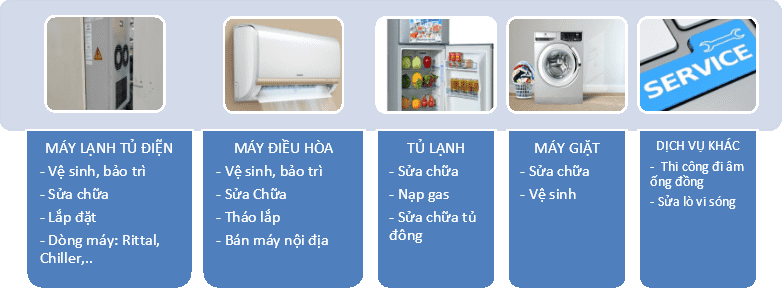 SERVICE
MÁY LẠNH TỦ ĐIỆN
- Vệ sinh, bảo trì
- Sửa chữa
- Lắp đặt
- Dòng máy: Rittal,
Chiller,..
MÁY ĐIỀU HÒA
- Vệ sinh, bảo trì
- Sửa Chữa
- Tháo lắp
- Bán máy nội địa
TỦ LẠNH
- Sửa chữa
- Nạp gas
- Sửa chữa tủ
đông
MÁY GIẶT
- Sửa chữa
- Vệ sinh
DỊCH VỤ KHÁC
- Thi công đi âm
ống đồng
- Sửa lò vi sóng